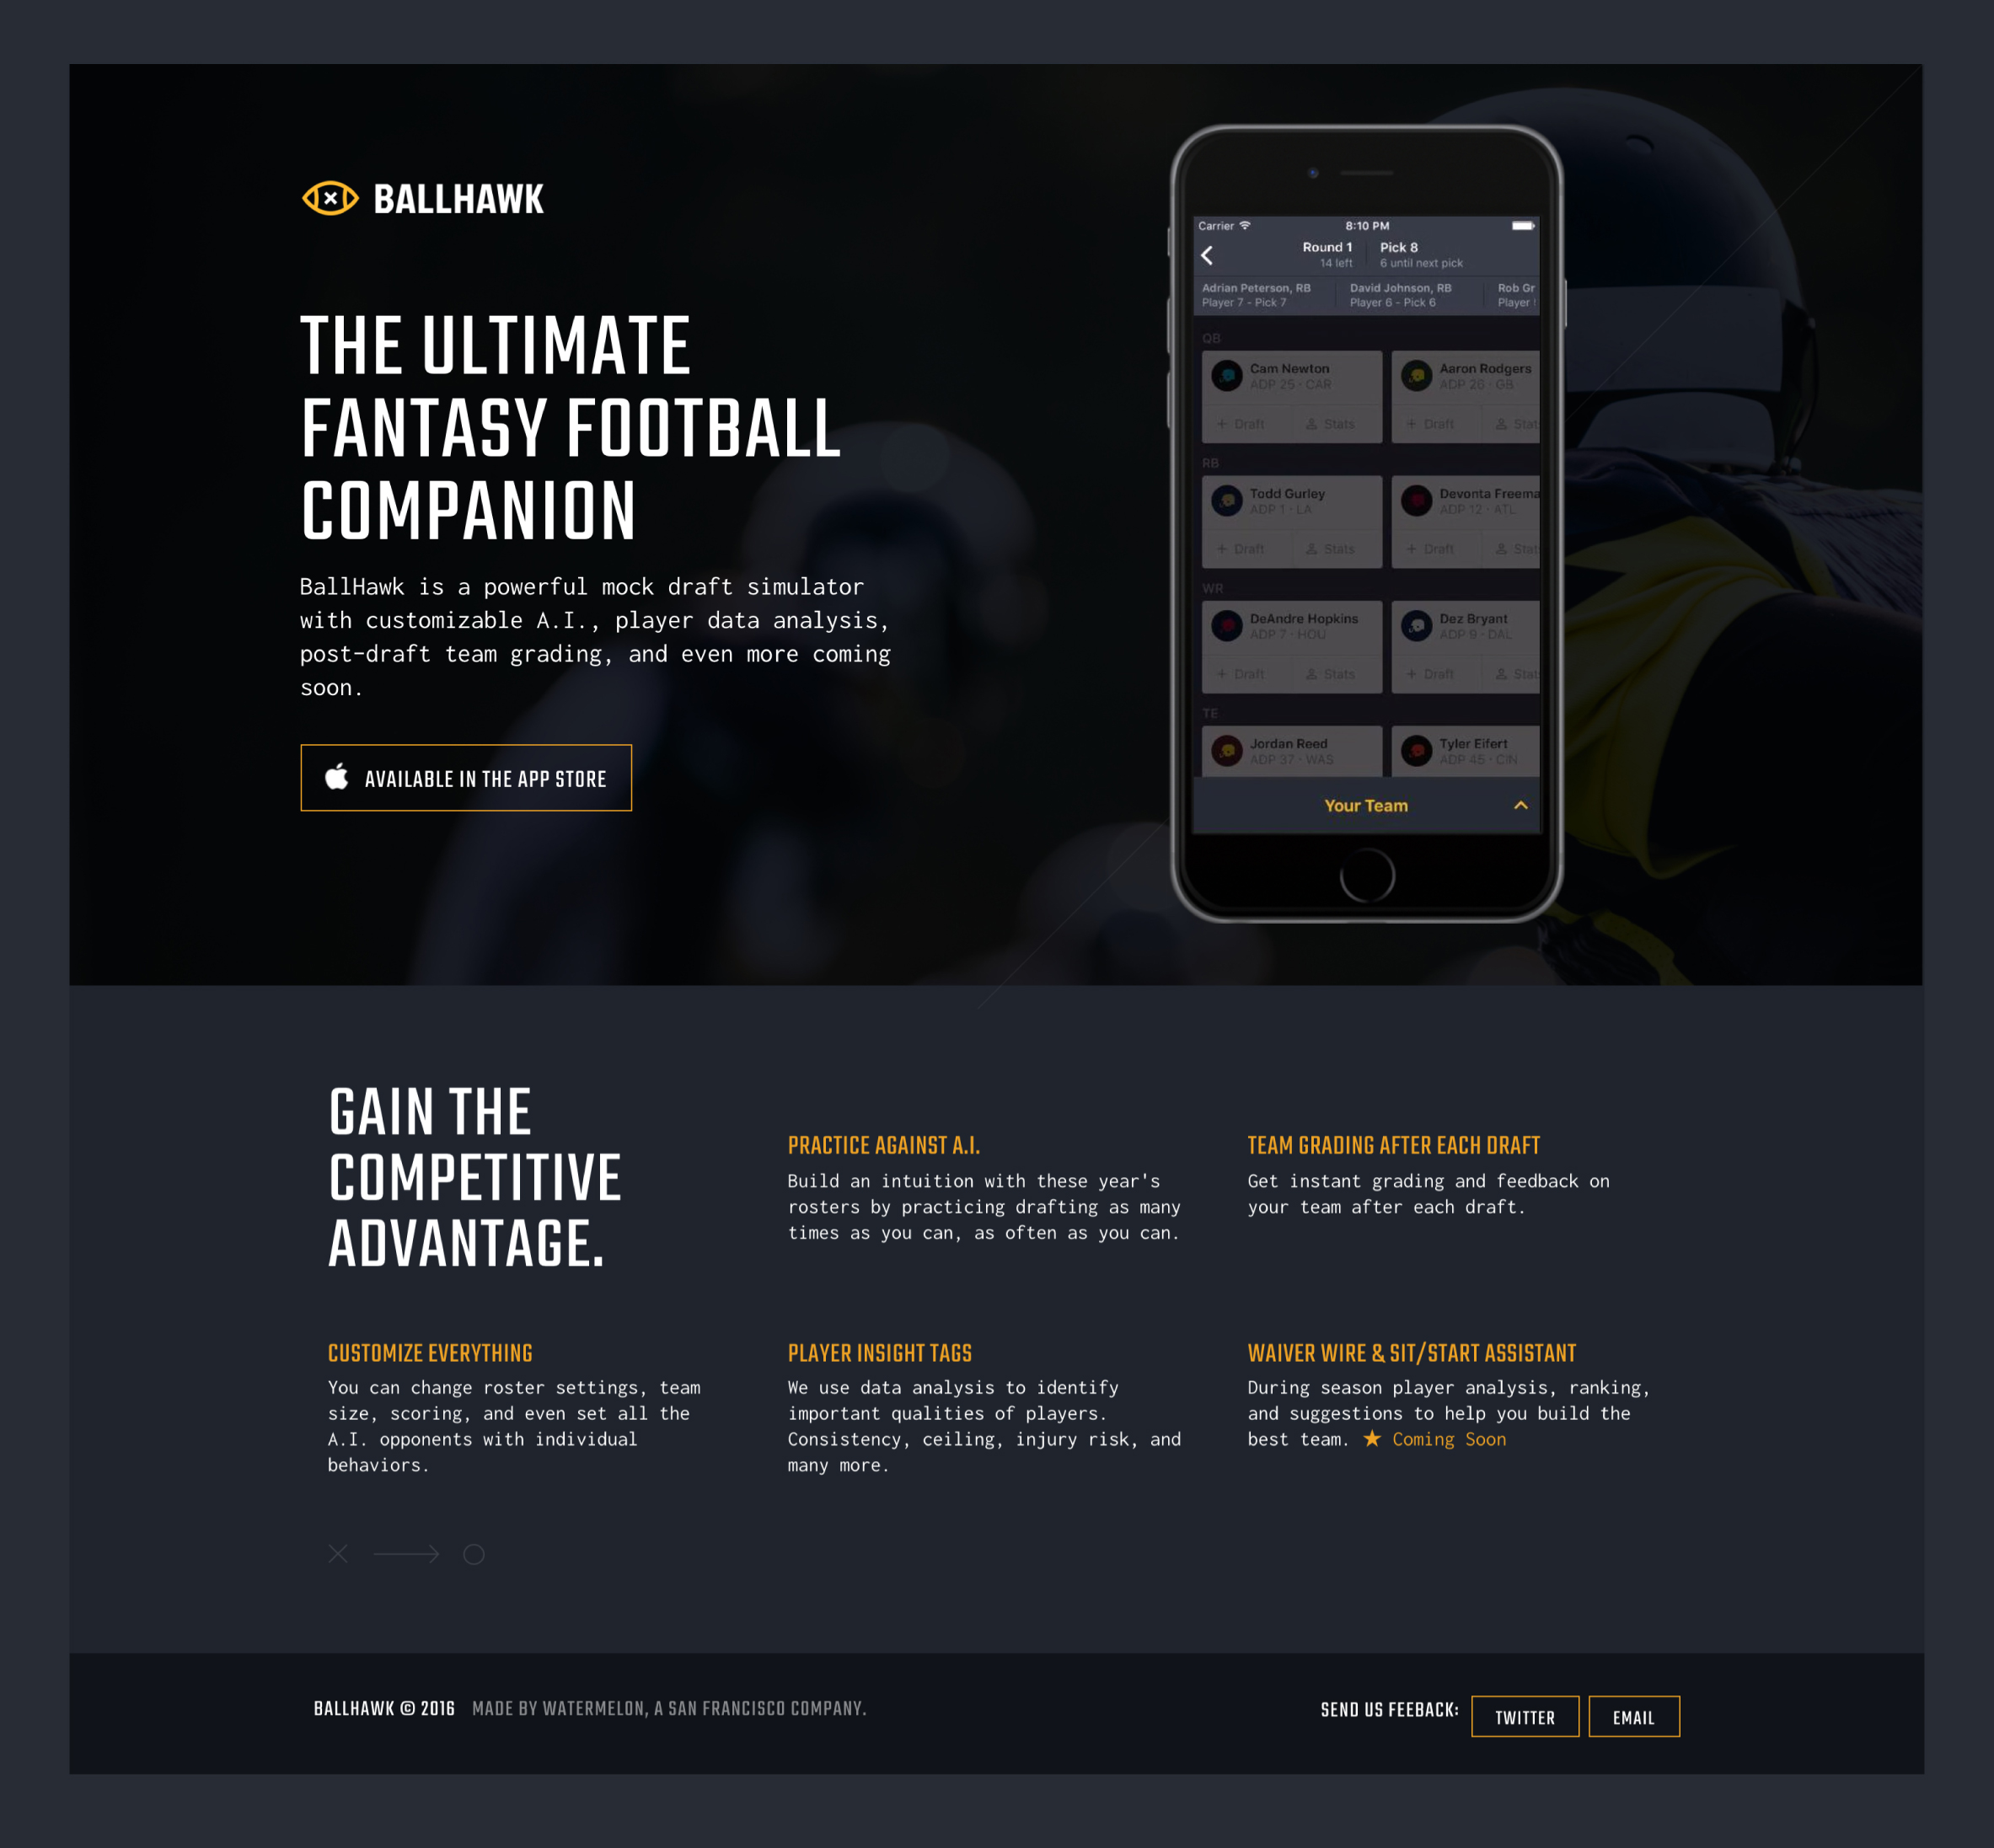 BALLHAWK
THE ULTIMATE
FANTASY FOOTBALL
COMPANION
BallHawk is a powerful mock draft simulator
with customizable A.I., player data analysis,
post-draft team grading, and even more coming
soon.
AVAILABLE IN THE APP STORE
Carrier 8:10 PM
Round 1 Pick 8
14 left 6 until next pick
Adrian Peterson, RB David Johnson, RB Rob Gr
Player 7 - Pick 7 Player 6 - Pick 6 Player
QB
Cam Newton Aaron Rodgers
ADP 25 · CAR ADP 26 · GB
+ Draft Stats + Draft Stat
RB
Todd Gurley Devonta Freema
ADP 1 · LA ADP 12 · ATL
+ Draft Stats + Draft Stat
WR
DeAndre Hopkins Dez Bryant
ADP 7 · HOU ADP 9 · DAL
+ Draft Stats + Draft Stat
TE
Jordan Reed Tyler Eifert
ADP 37 · WAS ADP 45 · CIN
Your Team
GAIN THE
COMPETITIVE
ADVANTAGE.
PRACTICE AGAINST A.I.
Build an intuition with these year's
rosters by practicing drafting as many
times as you can, as often as you can.
TEAM GRADING AFTER EACH DRAFT
Get instant grading and feedback on
your team after each draft.
CUSTOMIZE EVERYTHING
You can change roster settings, team
size, scoring, and even set all the
A.I. opponents with individual
behaviors.
PLAYER INSIGHT TAGS
We use data analysis to identify
important qualities of players.
Consistency, ceiling, injury risk, and
many more.
WAIVER WIRE & SIT/START ASSISTANT
During season player analysis, ranking,
and suggestions to help you build the
best team. ★ Coming Soon
BALLHAWK © 2016 MADE BY WATERMELON, A SAN FRANCISCO COMPANY.
SEND US FEEBACK: TWITTER EMAIL